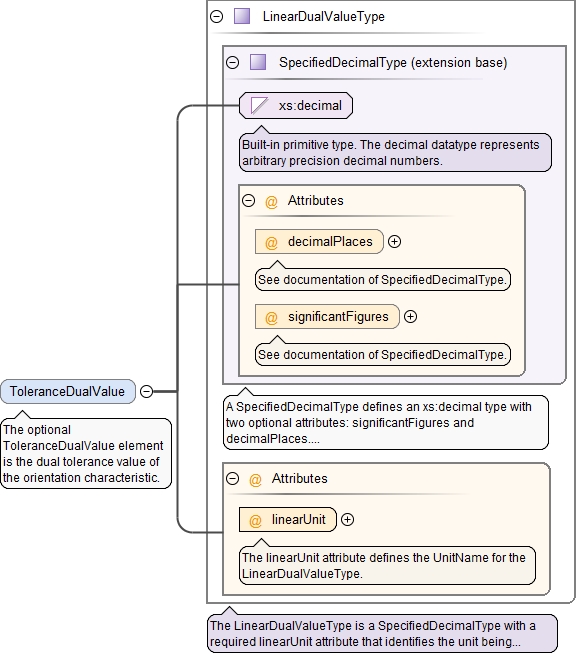 LinearDualValueType
SpecifiedDecimalType (extension base)
xs:decimal
Built-in primitive type. The decimal datatype represents
arbitrary precision decimal numbers.
@ Attributes
@ decimalPlaces
See documentation of SpecifiedDecimalType.
@ significantFigures
See documentation of SpecifiedDecimalType.
ToleranceDualValue
The optional
ToleranceDualValue element
is the dual tolerance value of
the orientation characteristic.
A SpecifiedDecimalType defines an xs:decimal type with
two optional attributes: significantFigures and
decimalPlaces....
@ Attributes
@ linearUnit
The linearUnit attribute defines the UnitName for the
LinearDualValueType.
The LinearDualValueType is a SpecifiedDecimalType with a
required linearUnit attribute that identifies the unit being...